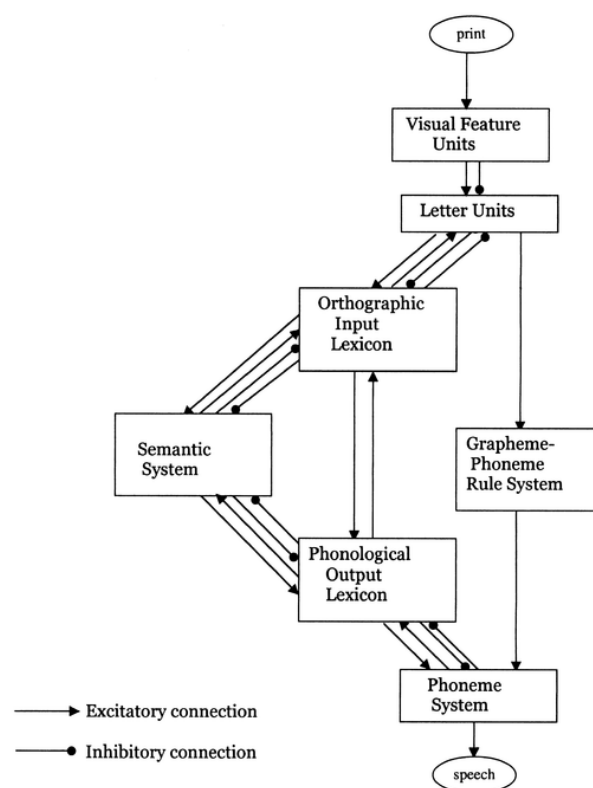 print
Visual Feature
Units
Letter Units
Orthographic
Input
Lexicon
Semantic
System
Grapheme-
Phoneme
Rule System
Phonological
Output
Lexicon
Phoneme
System
Excitatory connection
Inhibitory connection
speech